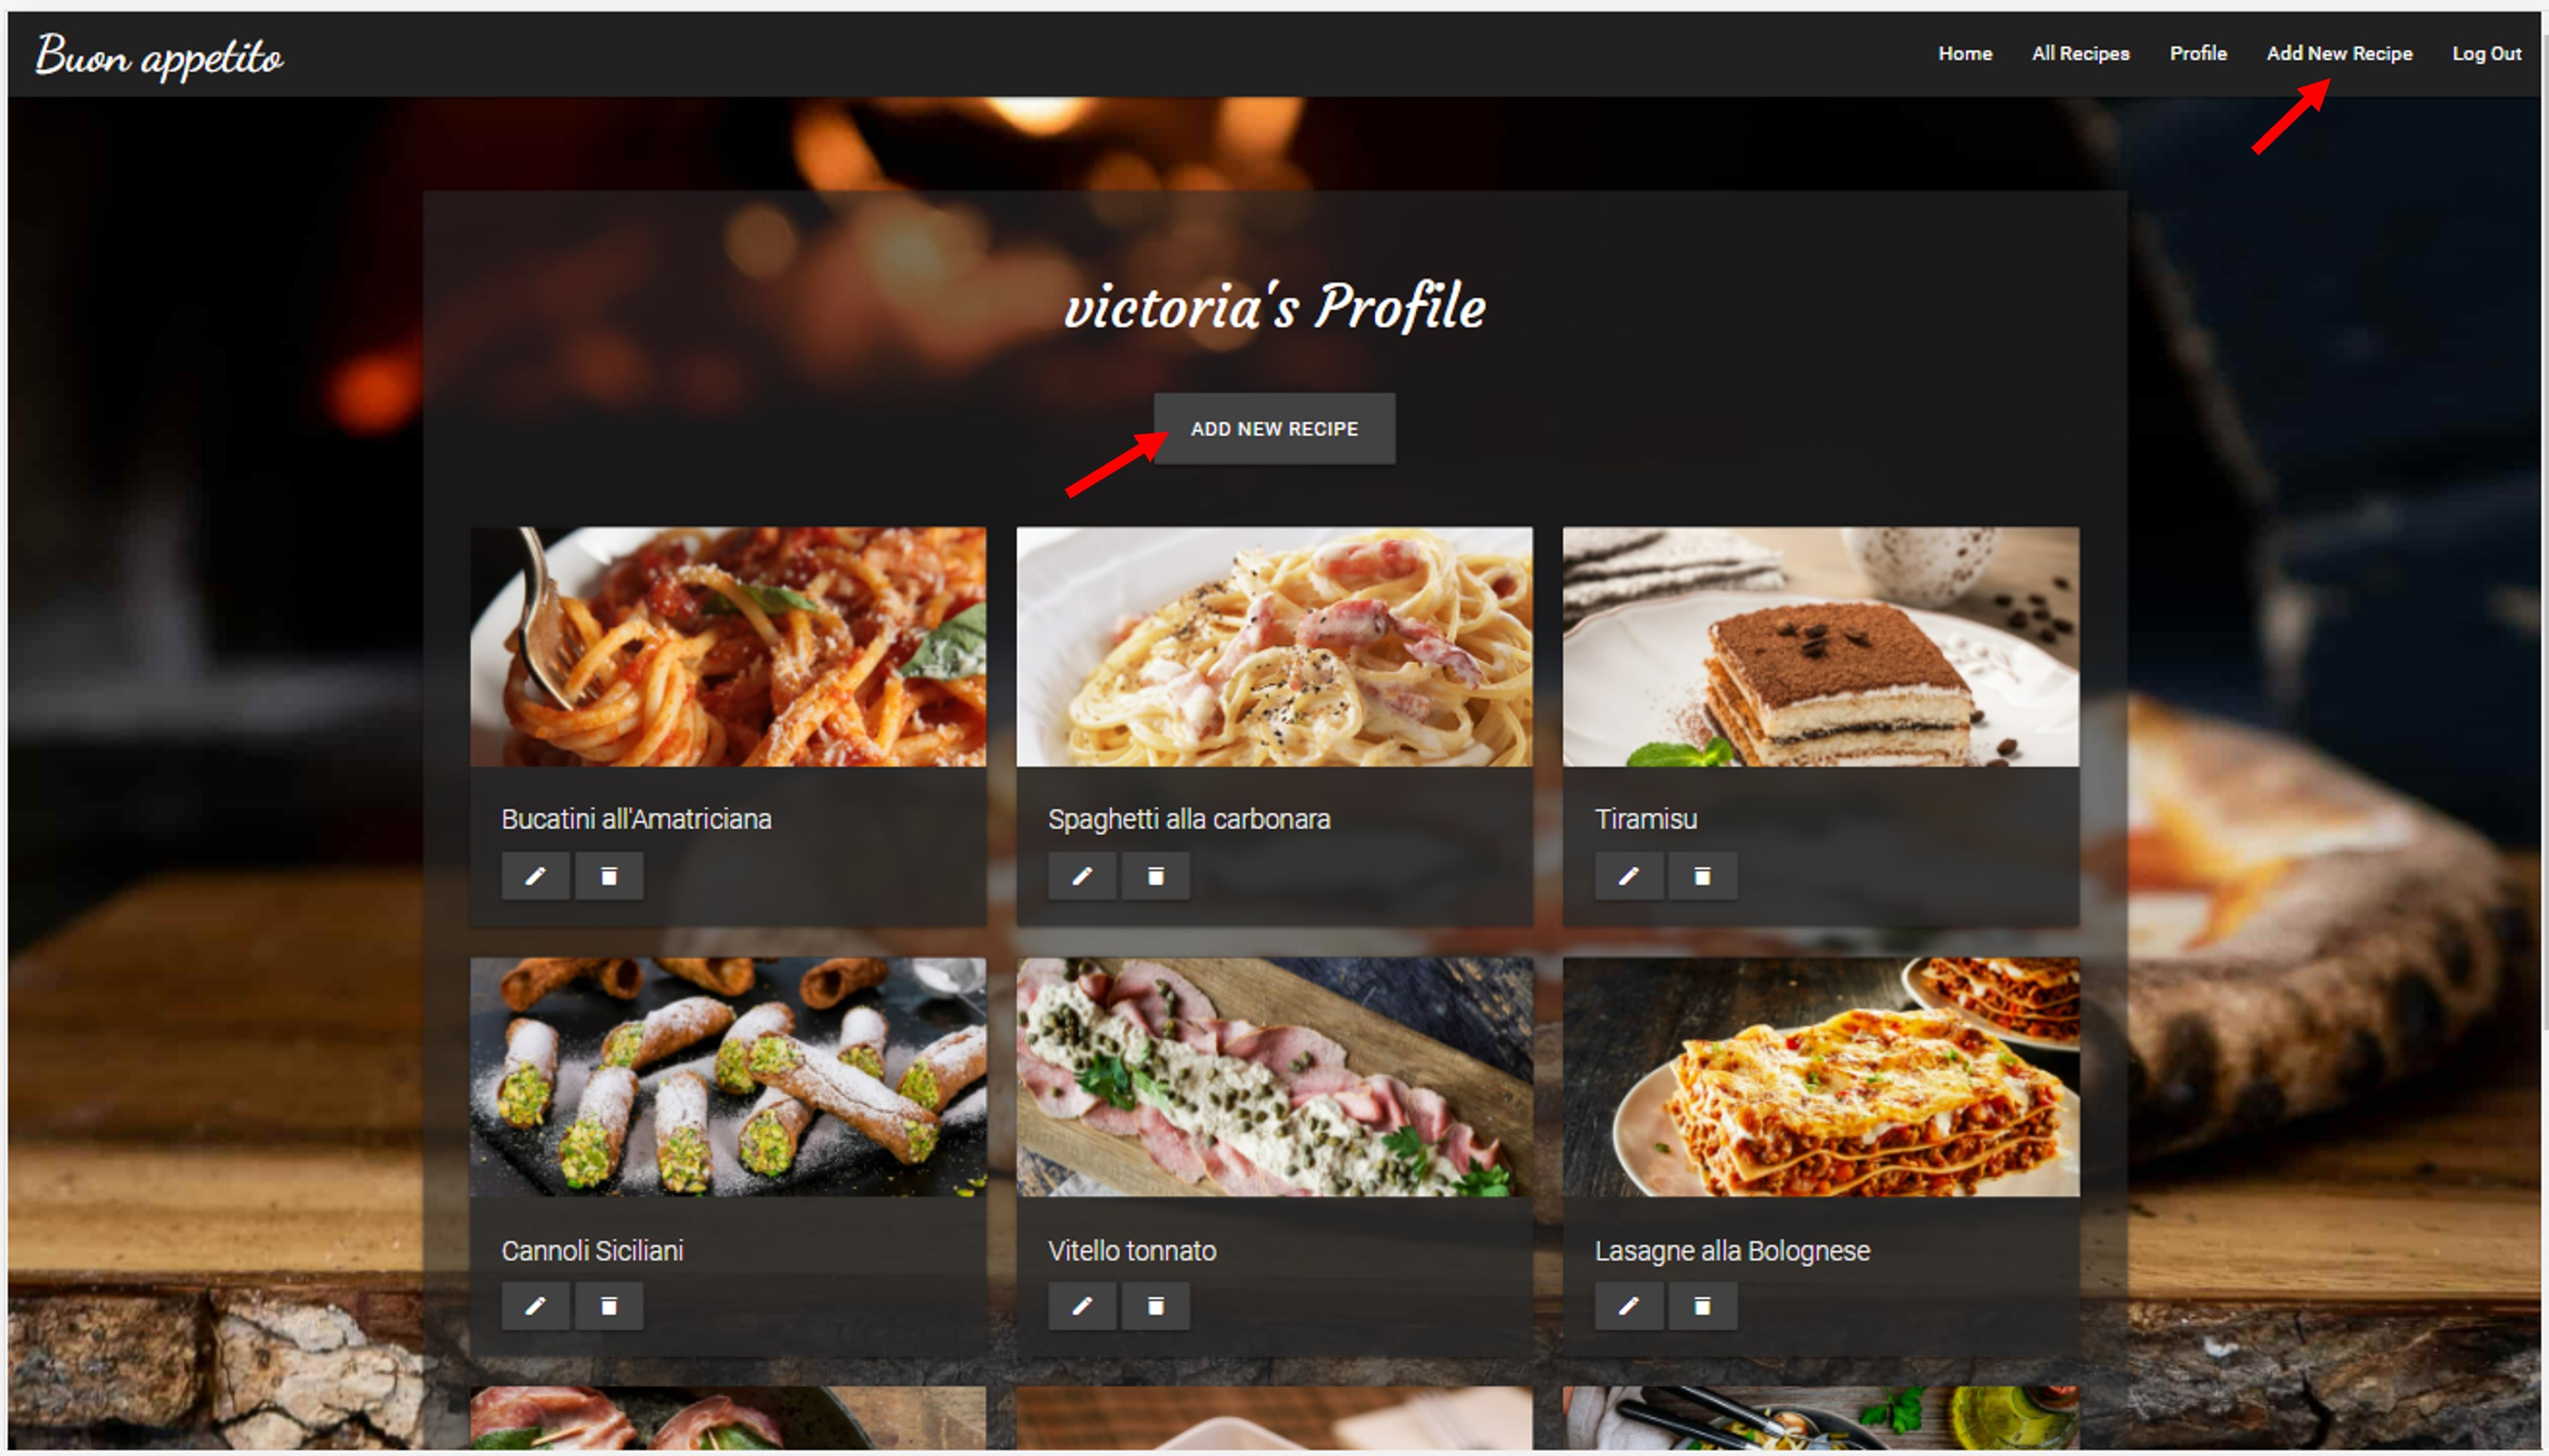 Buon appetito
Home All Recipes Profile Add New Recipe Log Out
victoria's Profile
ADD NEW RECIPE
Bucatini all'Amatriciana
Spaghetti alla carbonara
Tiramisu
Cannoli Siciliani
Vitello tonnato
Lasagne alla Bolognese